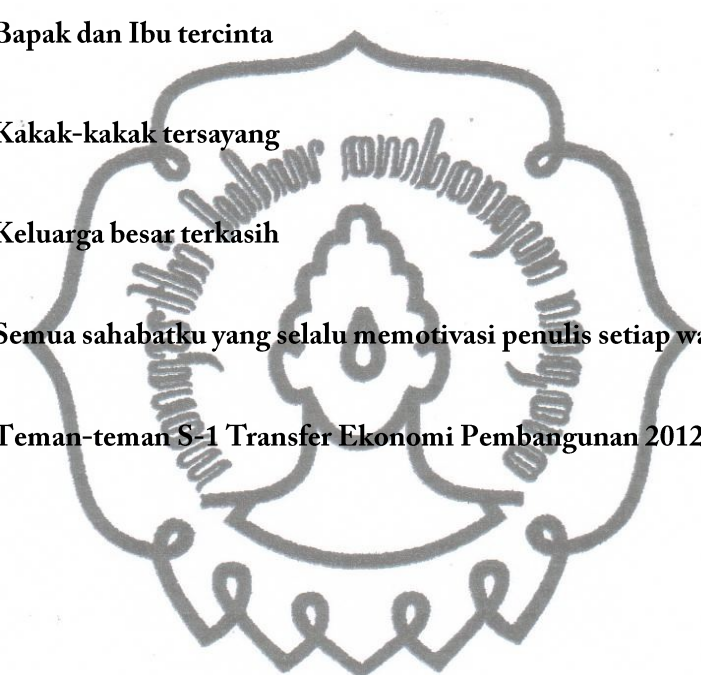 Bapak dan Ibu tercinta
Kakak-kakak tersayang
Keluarga besar terkasih
Semua sahabatku yang selalu memotivasi penulis setiap
Teman-teman S-1 Transfer Ekonomi Pembangunan 2012